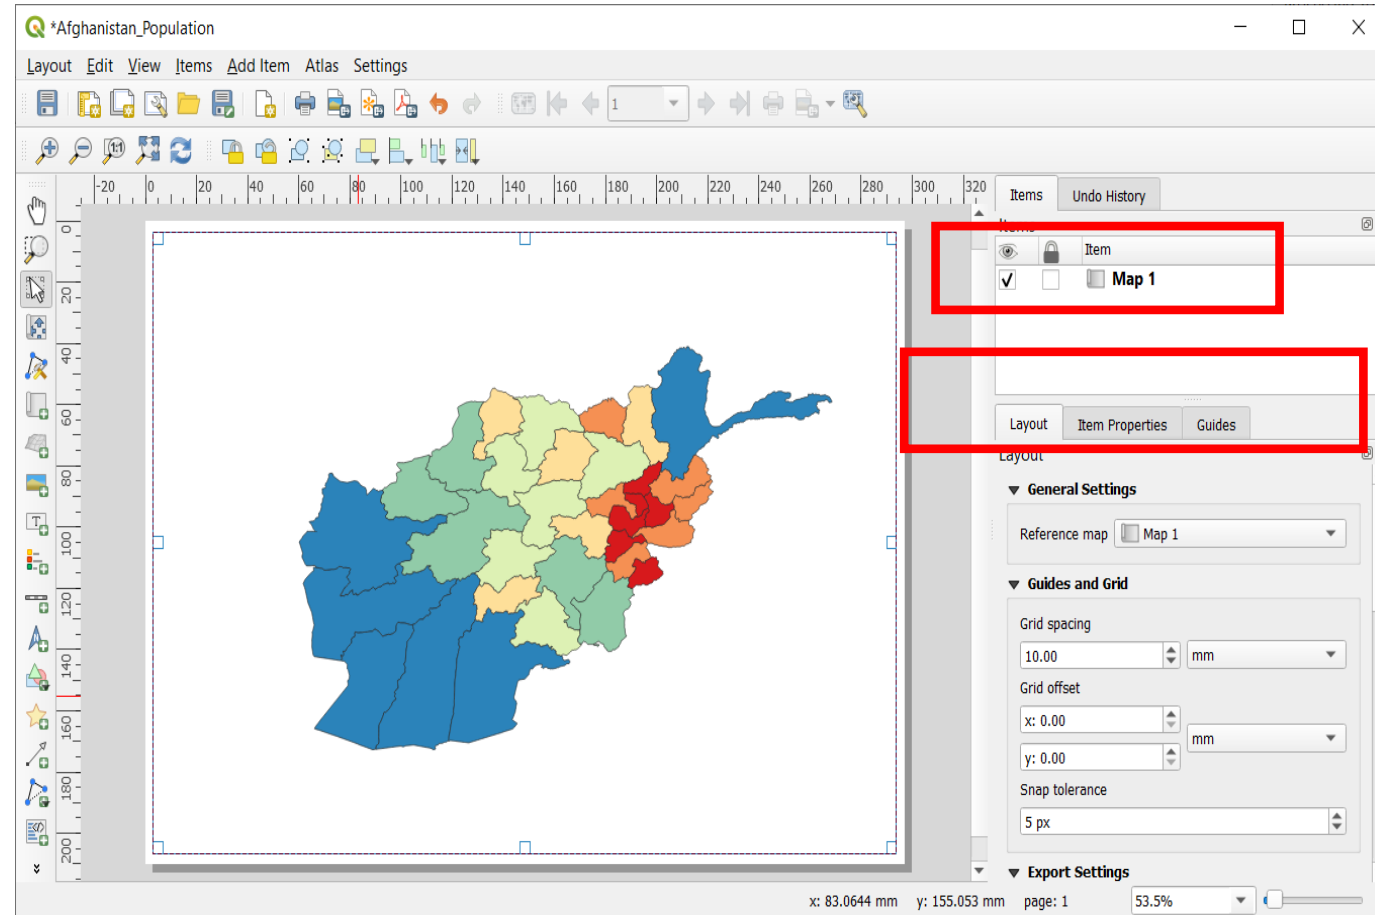 *Afghanistan_Population
Layout Edit View Items Add Item Atlas Settings
1
1:1
-20 0 20 40 60 80 100 120 140 160 180 200 220 240 260 280 300 320
0
20
40
60
80
100
120
140
160
180
200
Items Undo History
Items
Item
Map 1
Layout Item Properties Guides
Layout
General Settings
Reference map Map 1
Guides and Grid
Grid spacing
10.00 mm
Grid offset
x: 0.00
mm
y: 0.00
Snap tolerance
5 px
Export Settings
x: 83.0644 mm y: 155.053 mm page: 1 53.5%